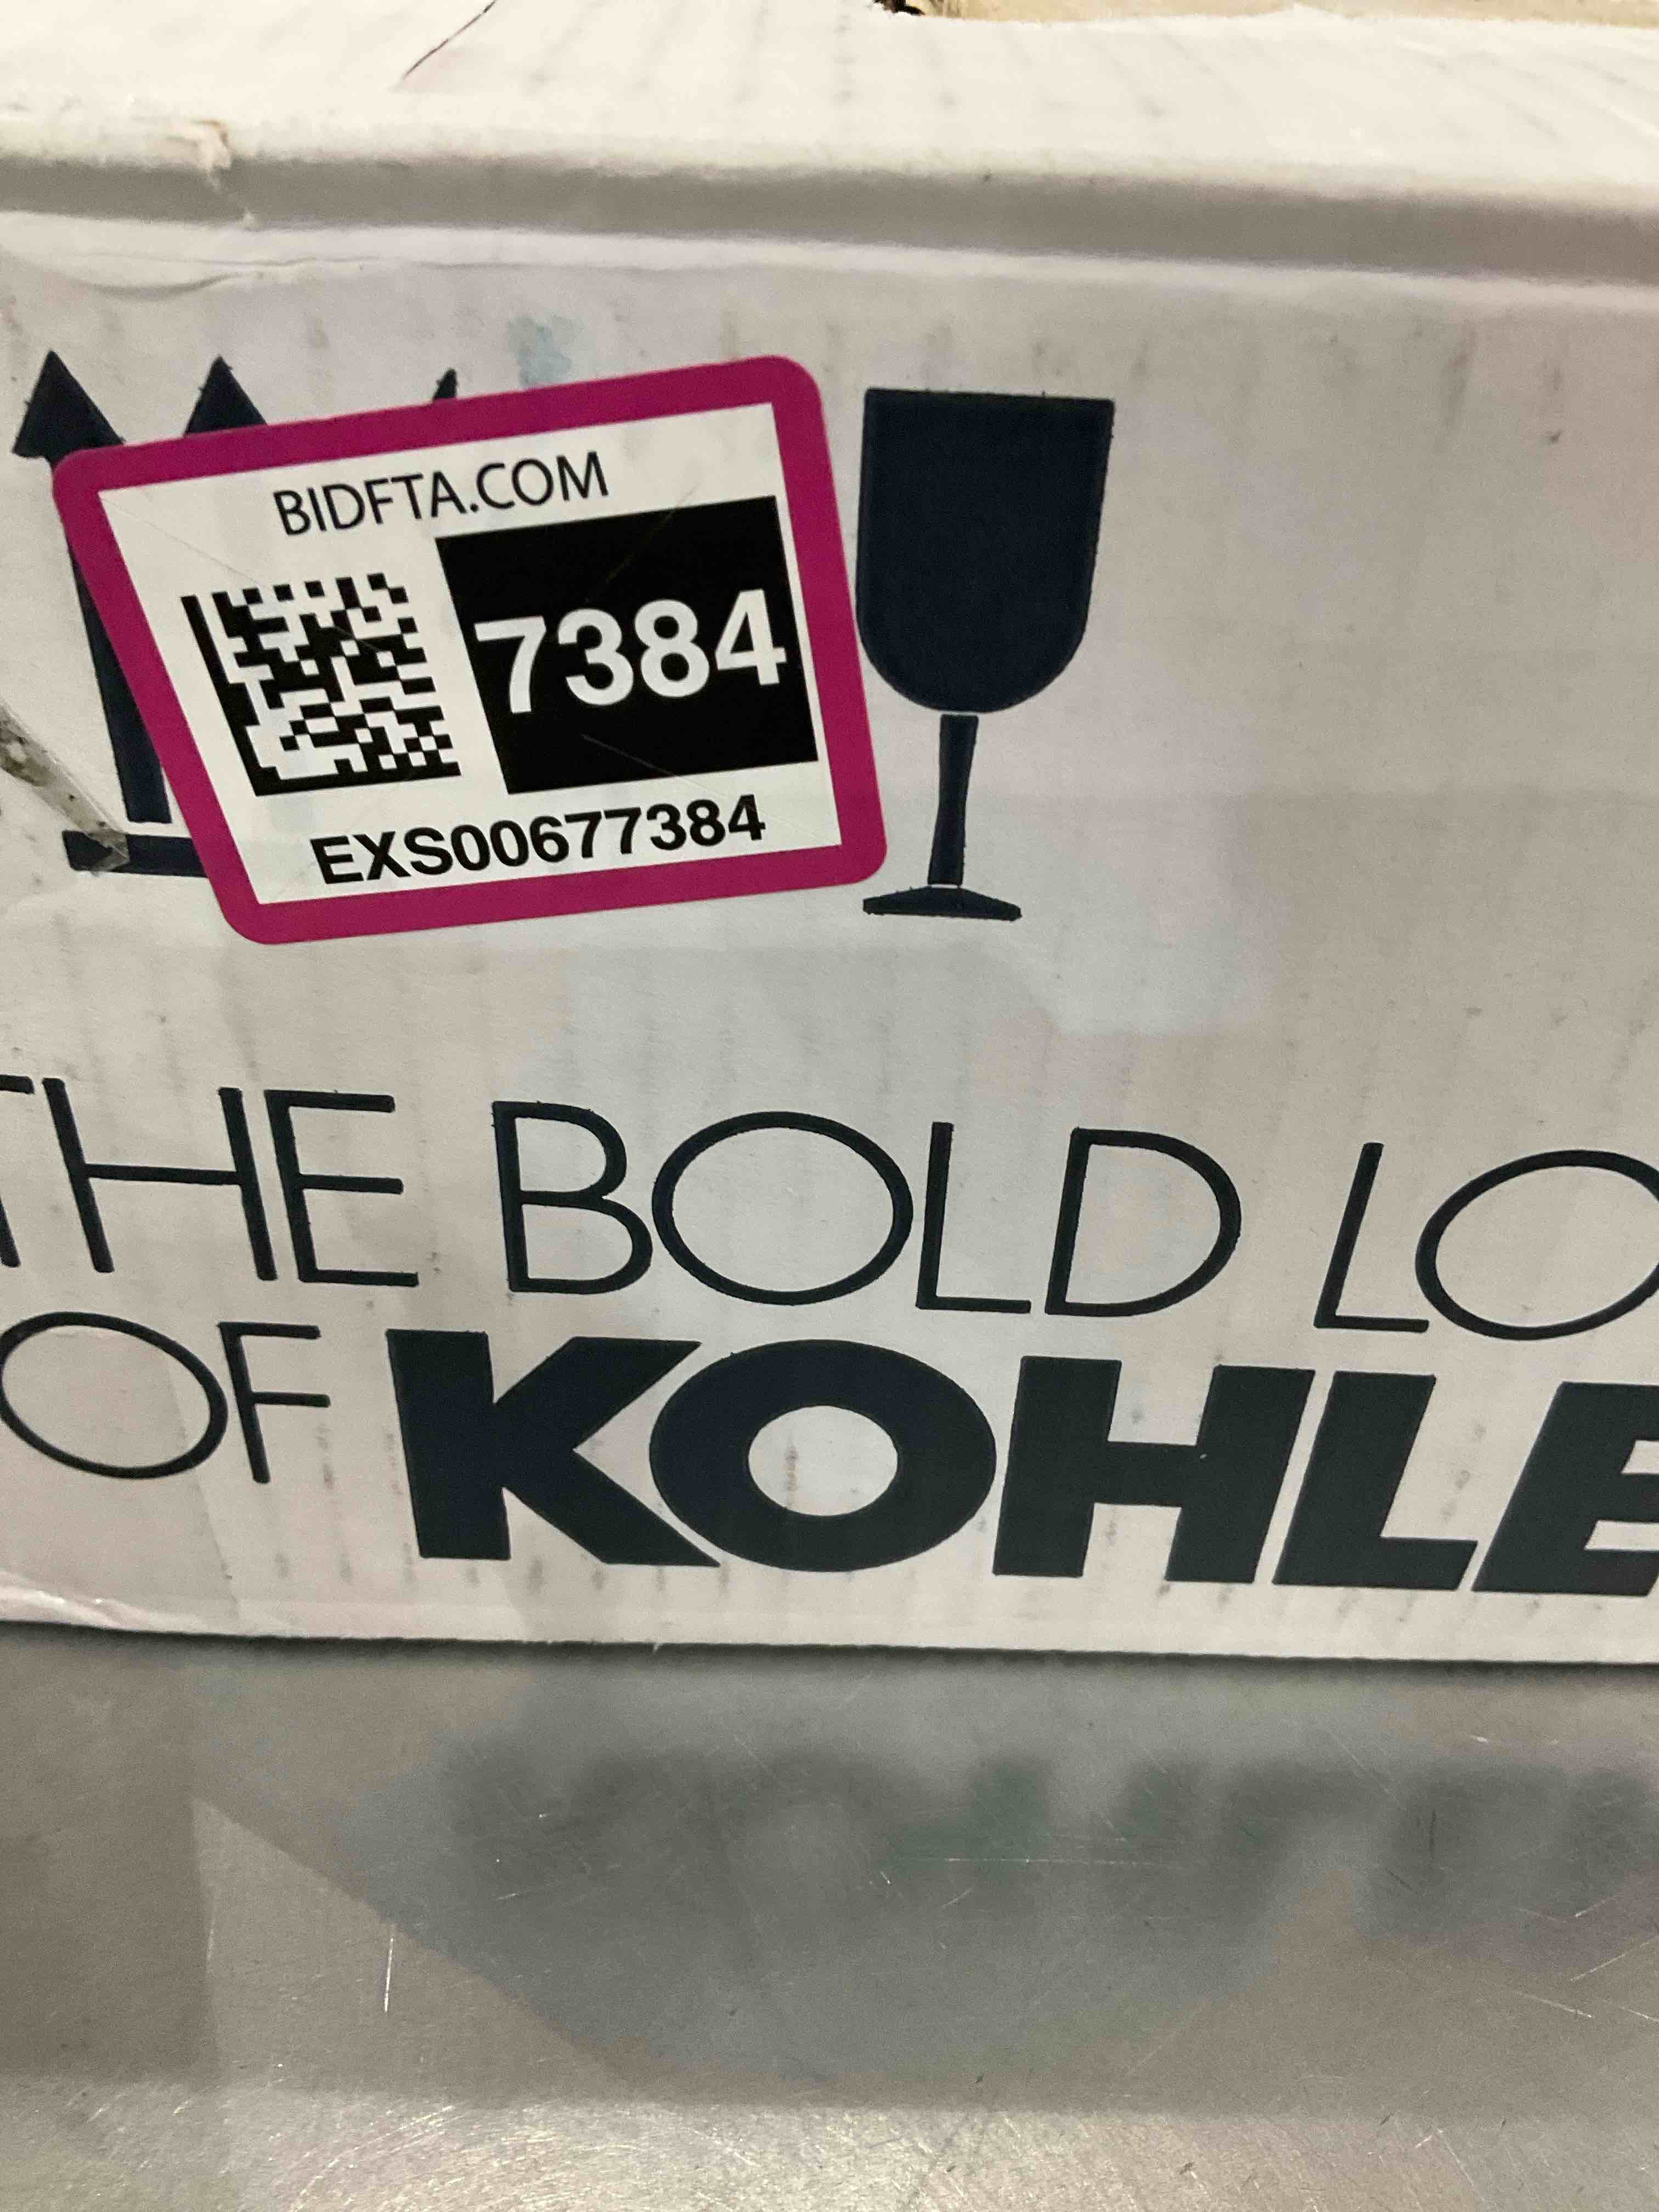 BIDFTA.COM
7384
EXS00677384
THE BOLD LO
OF KOHLE